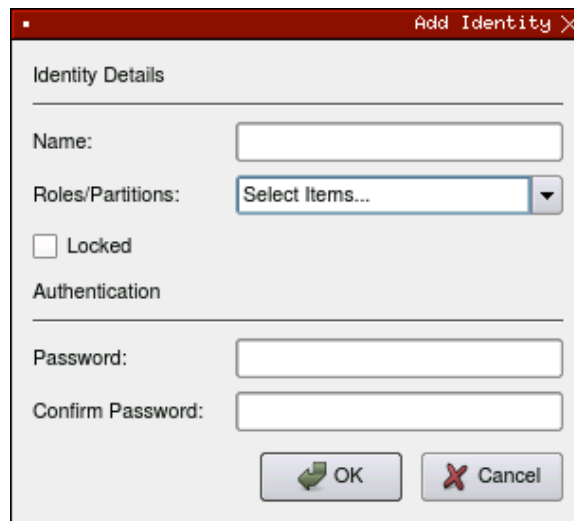 Add Identity
Identity Details
Name:
Roles/Partitions: Select Items...
Locked
Authentication
Password:
Confirm Password:
OK Cancel